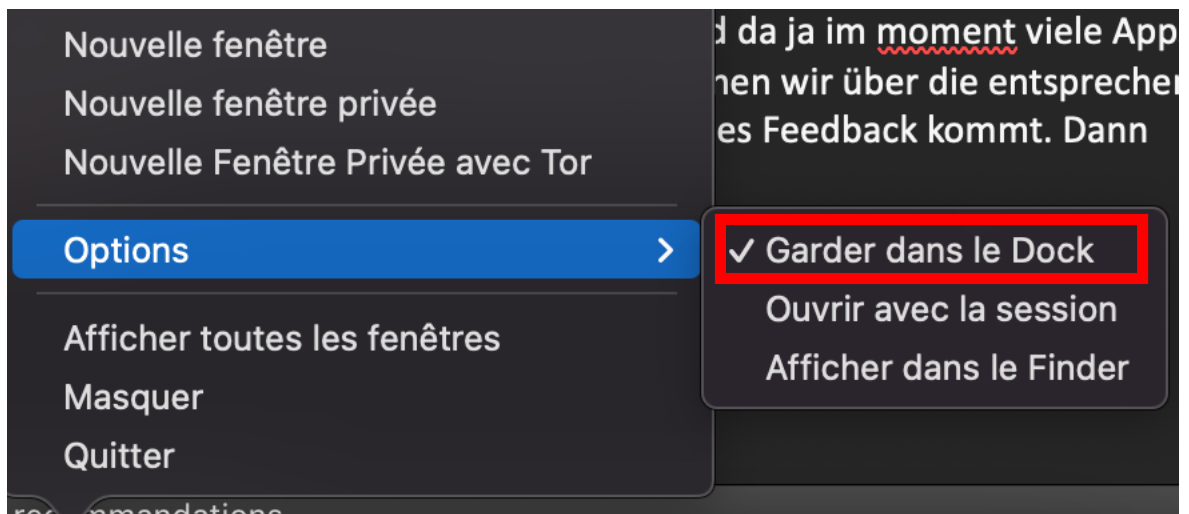 Nouvelle fenêtre
Nouvelle fenêtre privée
Nouvelle Fenêtre Privée avec Tor
Options
Afficher toutes les fenêtres
Masquer
Quitter
da ja im moment viele App
wir über die
es Feedback kommt. Dann
✓ Garder dans le Dock
Ouvrir avec la session
Afficher dans le Finder